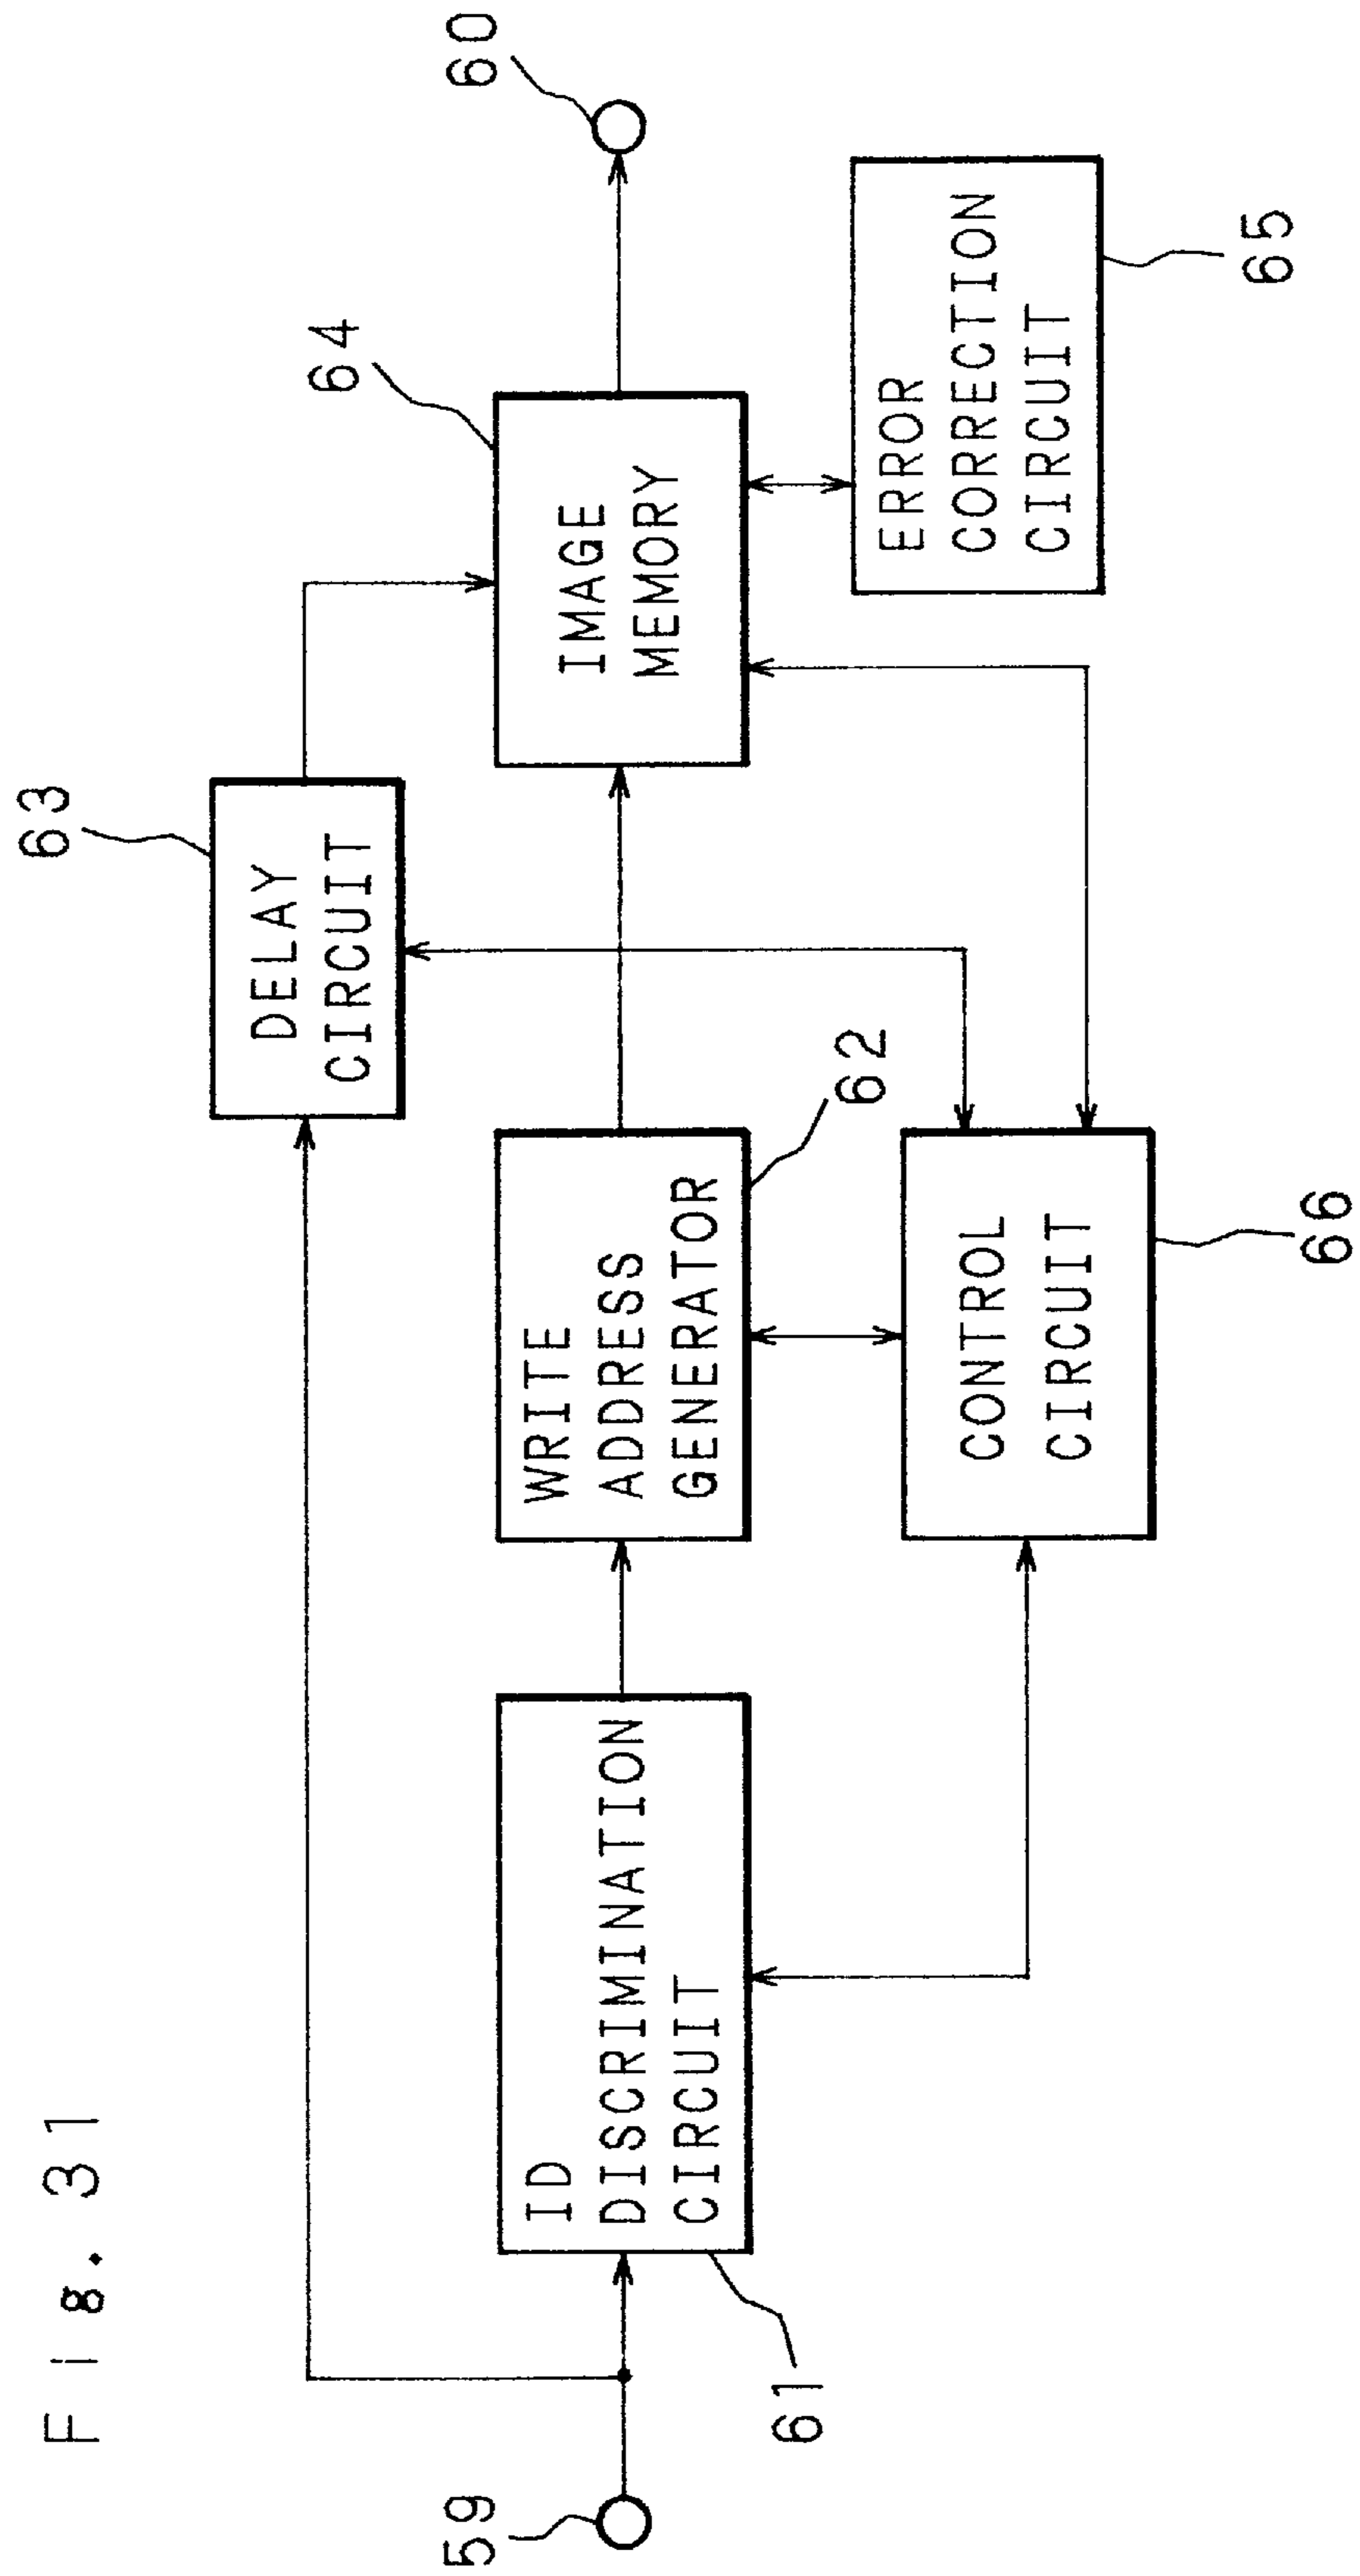 Fig. 31
63
DELAY
CIRCUIT
64
IMAGE
MEMORY
60
59
ID
DISCRIMINATION
CIRCUIT
61
WRITE
ADDRESS
GENERATOR
62
CONTROL
CIRCUIT
66
ERROR
CORRECTION
CIRCUIT
65